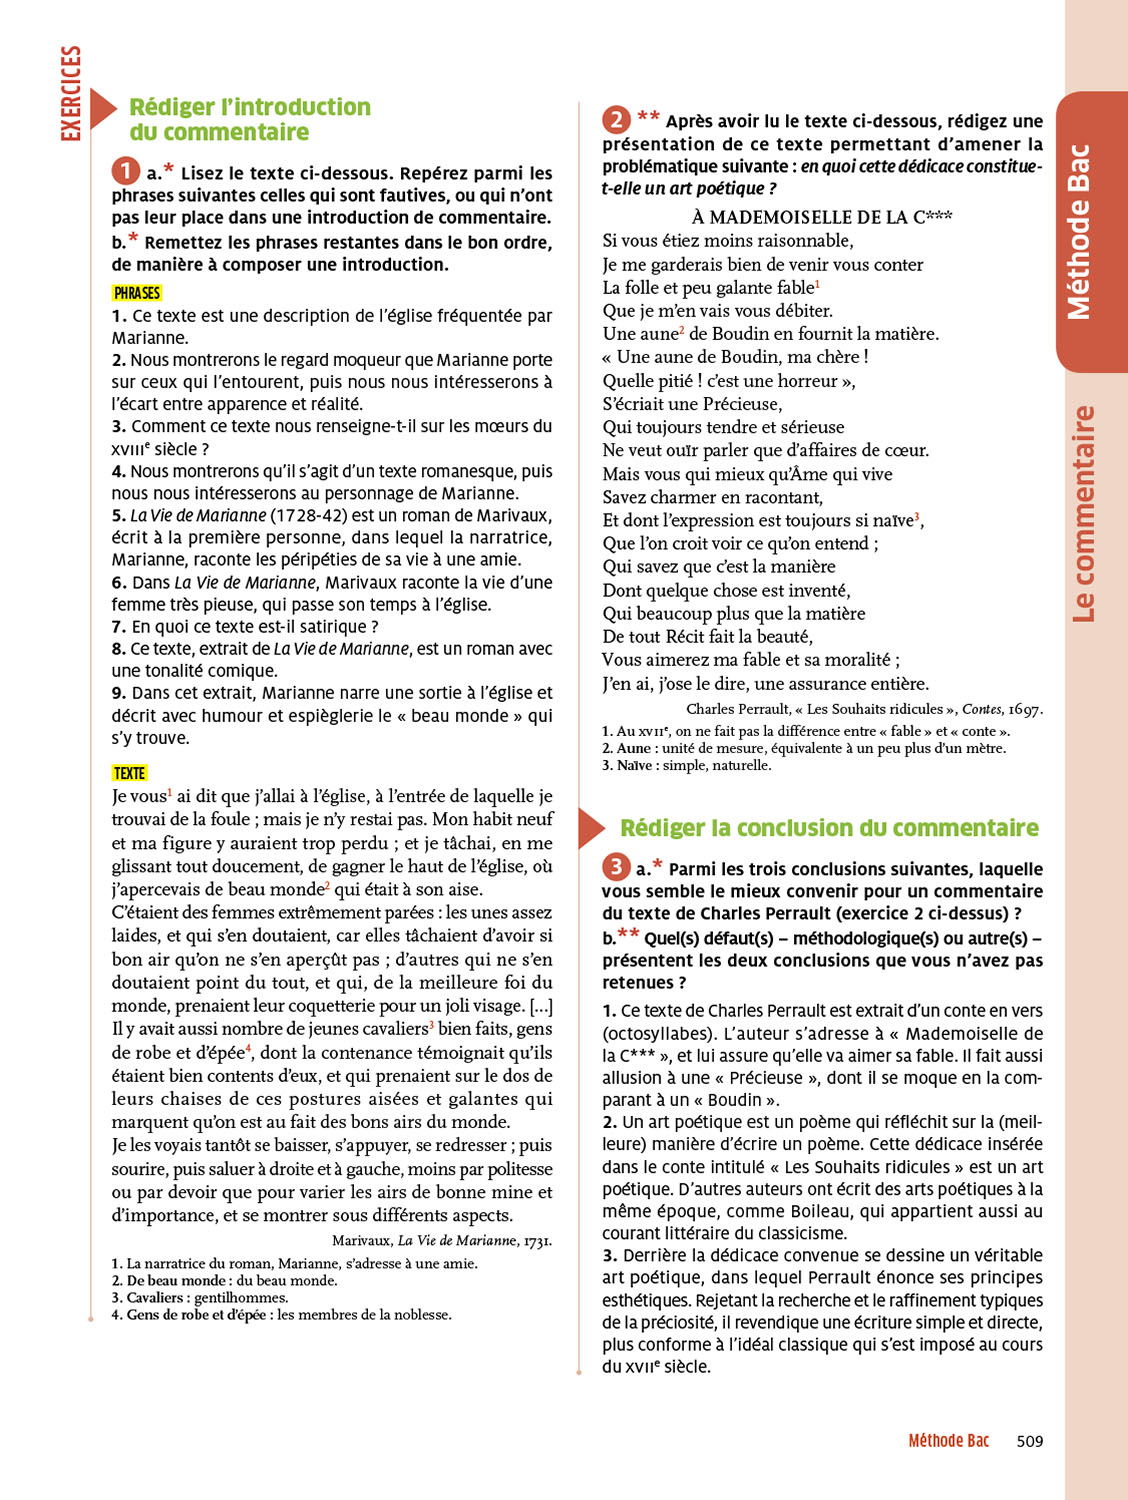 EXERCICES
Rédiger l'introduction
du commentaire
1 a.* Lisez le texte ci-dessous. Repérez parmi les
phrases suivantes celles qui sont fautives, ou qui n'ont
pas leur place dans une introduction de commentaire.
b.* Remettez les phrases restantes dans le bon ordre,
de manière à composer une introduction.
PHRASES
1. Ce texte est une description de l'église fréquentée par
Marianne.
2. Nous montrerons le regard moqueur que Marianne porte
sur ceux qui l'entourent, puis nous nous intéresserons à
l'écart entre apparence et réalité.
3. Comment ce texte nous renseigne-t-il sur les mœurs du
XVIIIe siècle ?
4. Nous montrerons qu'il s'agit d'un texte romanesque, puis
nous nous intéresserons au personnage de Marianne.
5. La Vie de Marianne (1728-42) est un roman de Marivaux,
écrit à la première personne, dans lequel la narratrice,
Marianne, raconte les péripéties de sa vie à une amie.
6. Dans La Vie de Marianne, Marivaux raconte la vie d'une
femme très pieuse, qui passe son temps à l'église.
7. En quoi ce texte est-il satirique ?
8. Ce texte, extrait de La Vie de Marianne, est un roman avec
une tonalité comique.
9. Dans cet extrait, Marianne narre une sortie à l'église et
décrit avec humour et espièglerie le « beau monde » qui
s'y trouve.
TEXTE
Je vous1 ai dit que j'allai à l'église, à l'entrée de laquelle je
trouvai de la foule ; mais je n'y restai pas. Mon habit neuf
et ma figure y auraient trop perdu ; et je tâchai, en me
glissant tout doucement, de gagner le haut de l'église, où
j'apercevais de beau monde2 qui était à son aise.
C'étaient des femmes extrêmement parées : les unes assez
laides, et qui s'en doutaient, car elles tâchaient d'avoir si
bon air qu'on ne s'en aperçût pas ; d'autres qui ne s'en
doutaient point du tout, et qui, de la meilleure foi du
monde, prenaient leur coquetterie pour un joli visage. [...]
Il y avait aussi nombre de jeunes cavaliers3 bien faits, gens
de robe et d'épée4, dont la contenance témoignait qu'ils
étaient bien contents d'eux, et qui prenaient sur le dos de
leurs chaises de ces postures aisées et galantes qui
marquent qu'on est au fait des bons airs du monde.
Je les voyais tantôt se baisser, s'appuyer, se redresser ; puis
sourire, puis saluer à droite et à gauche, moins par politesse
ou par devoir que pour varier les airs de bonne mine et
d'importance, et se montrer sous différents aspects.
Marivaux, La Vie de Marianne, 1731.
1. La narratrice du roman, Marianne, s'adresse à une amie.
2. De beau monde : du beau monde.
3. Cavaliers : gentilhommes.
4. Gens de robe et d'épée : les membres de la noblesse.
2 ** Après avoir lu le texte ci-dessous, rédigez une
présentation de ce texte permettant d'amener la
problématique suivante : en quoi cette dédicace constitue-
t-elle un art poétique ?
À MADEMOISELLE DE LA C***
Si vous étiez moins raisonnable,
Je me garderais bien de venir vous conter
La folle et peu galante fable1
Que je m'en vais vous débiter.
Une aune2 de Boudin en fournit la matière.
« Une aune de Boudin, ma chère !
Quelle pitié ! c'est une horreur »,
S'écriait une Précieuse,
Qui toujours tendre et sérieuse
Ne veut ouïr parler que d'affaires de cœur.
Mais vous qui mieux qu'Âme qui vive
Savez charmer en racontant,
Et dont l'expression est toujours si naïve3,
Que l'on croit voir ce qu'on entend ;
Qui savez que c'est la manière
Dont quelque chose est inventé,
Qui beaucoup plus que la matière
De tout Récit fait la beauté,
Vous aimerez ma fable et sa moralité ;
J'en ai, j'ose le dire, une assurance entière.
Charles Perrault, « Les Souhaits ridicules », Contes, 1697.
1. Au XVIIe, on ne fait pas la différence entre « fable » et « conte ».
2. Aune : unité de mesure, équivalente à un peu plus d'un mètre.
3. Naïve : simple, naturelle.
Rédiger la conclusion du commentaire
3 a.* Parmi les trois conclusions suivantes, laquelle
vous semble le mieux convenir pour un commentaire
du texte de Charles Perrault (exercice 2 ci-dessus) ?
b.** Quel(s) défaut(s) – méthodologique(s) ou autre(s) –
présentent les deux conclusions que vous n'avez pas
retenues ?
1. Ce texte de Charles Perrault est extrait d'un conte en vers
(octosyllabes). L'auteur s'adresse à « Mademoiselle de
la C*** », et lui assure qu'elle va aimer sa fable. Il fait aussi
allusion à une « Précieuse », dont il se moque en la com-
parant à un « Boudin ».
2. Un art poétique est un poème qui réfléchit sur la (meil-
leure) manière d'écrire un poème. Cette dédicace insérée
dans le conte intitulé « Les Souhaits ridicules » est un art
poétique. D'autres auteurs ont écrit des arts poétiques à la
même époque, comme Boileau, qui appartient aussi au
courant littéraire du classicisme.
3. Derrière la dédicace convenue se dessine un véritable
art poétique, dans lequel Perrault énonce ses principes
esthétiques. Rejetant la recherche et le raffinement typiques
de la préciosité, il revendique une écriture simple et directe,
plus conforme à l'idéal classique qui s'est imposé au cours
du XVIIe siècle.
Méthode Bac
Le commentaire
Méthode Bac 509